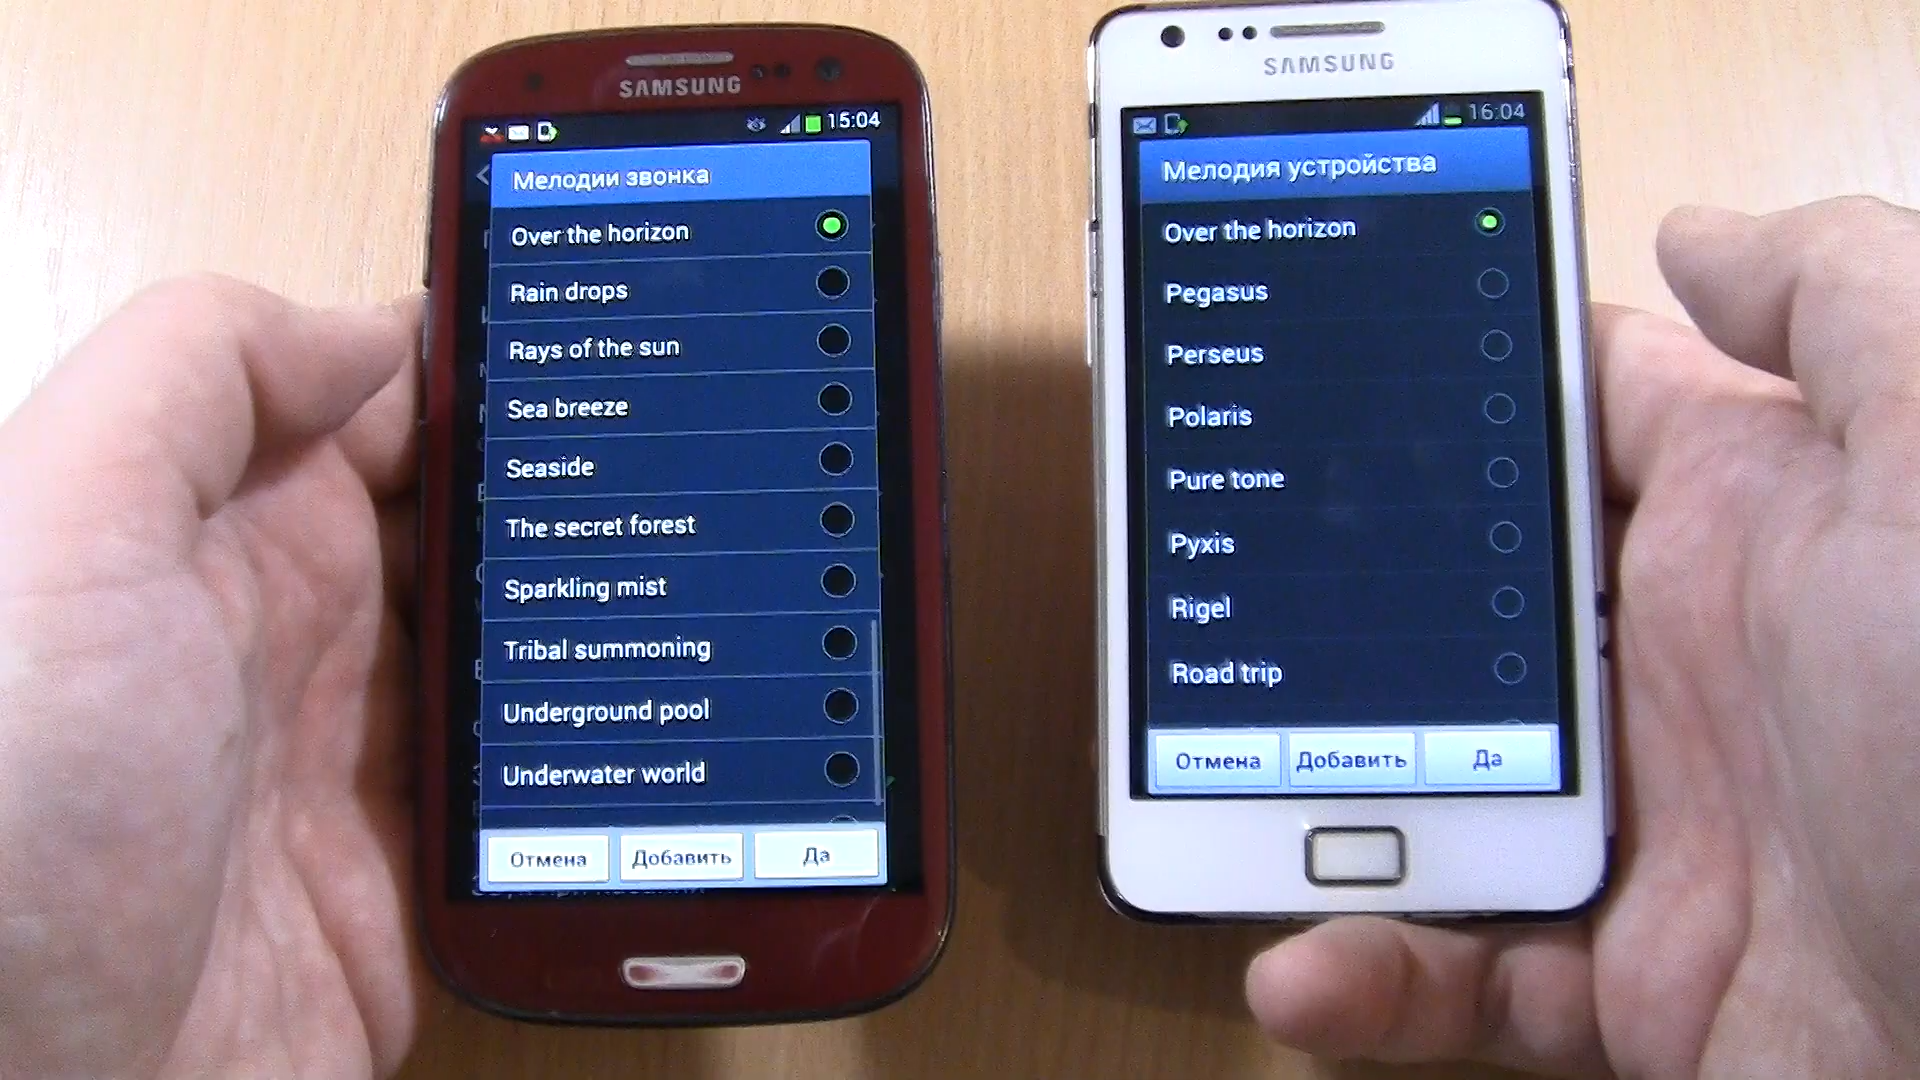 SAMSUNG
15:04
Мелодии звонка
Over the horizon
Rain drops
Rays of the sun
Sea breeze
Seaside
The secret forest
Sparkling mist
Tribal summoning
Underground pool
Underwater world
Отмена
Добавить
Да
SAMSUNG
16:04
Мелодия устройства
Over the horizon
Pegasus
Perseus
Polaris
Pure tone
Pyxis
Rigel
Road trip
Отмена
Добавить
Да